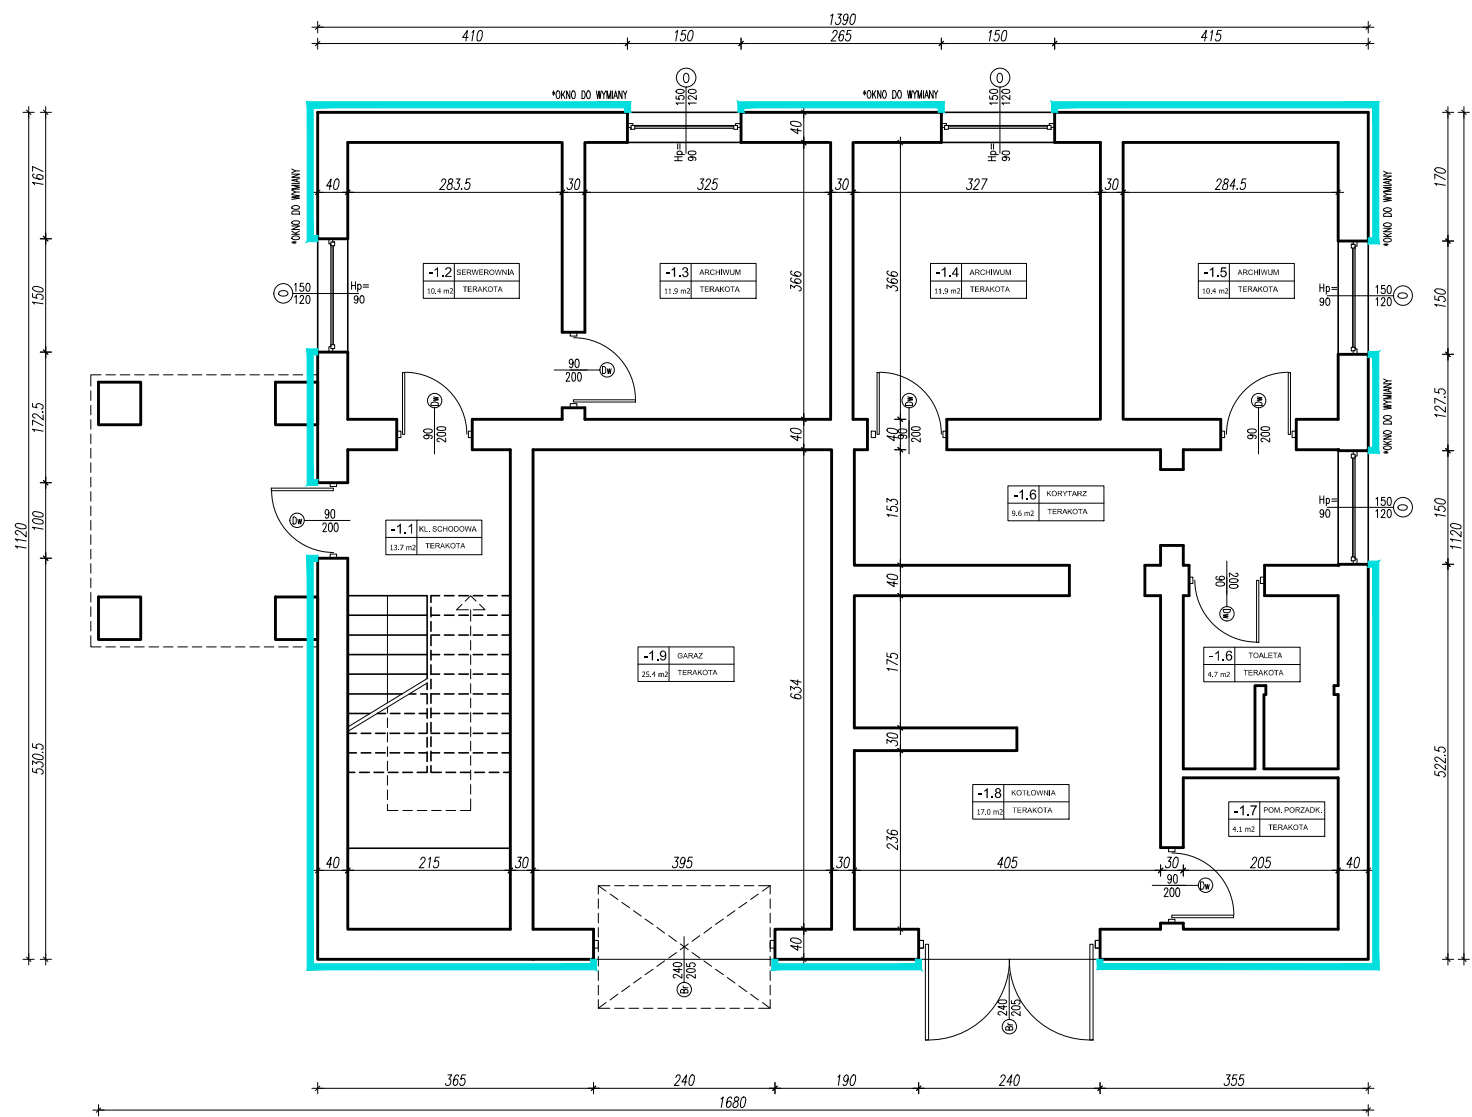 1390
410 150 265 150 415
*OKNO DO WYMIANY
150
120
O
*OKNO DO WYMIANY
150
120
O
Hp=
90
40
Hp=
90
167
*OKNO DO WYMIANY
40 283.5 30 325 30 327 30 284.5
*OKNO DO WYMIANY
170
-1.2 SERWEROWNIA
10.4 m2 TERAKOTA
-1.3 ARCHIWUM
11.9 m2 TERAKOTA
366
366
-1.4 ARCHIWUM
11.9 m2 TERAKOTA
-1.5 ARCHIWUM
10.4 m2 TERAKOTA
150
O 150
120
Hp=
90
Hp=
90
150
120 O
150
90
200 Dw
172.5
Dw
90
200
40
Dw
90
200
40
Dw
90
200
*OKNO DO WYMIANY
127.5
1120
100
Dw 90
200
-1.1 KL. SCHODOWA
13.7 m2 TERAKOTA
153
-1.6 KORYTARZ
9.6 m2 TERAKOTA
Hp=
90
150
120 O
150
1120
40
200
90
Dw
-1.9 GARAZ
25.4 m2 TERAKOTA
634
175
-1.6 TOALETA
4.7 m2 TERAKOTA
530.5
30
522.5
-1.8 KOTŁOWNIA
17.0 m2 TERAKOTA
-1.7 POM. PORZADK.
4.1 m2 TERAKOTA
236
40 215 30 395 30 405 30 205 40
90
200 Dw
40
240
205
Br
240
205
Br
365 240 190 240 355
1680